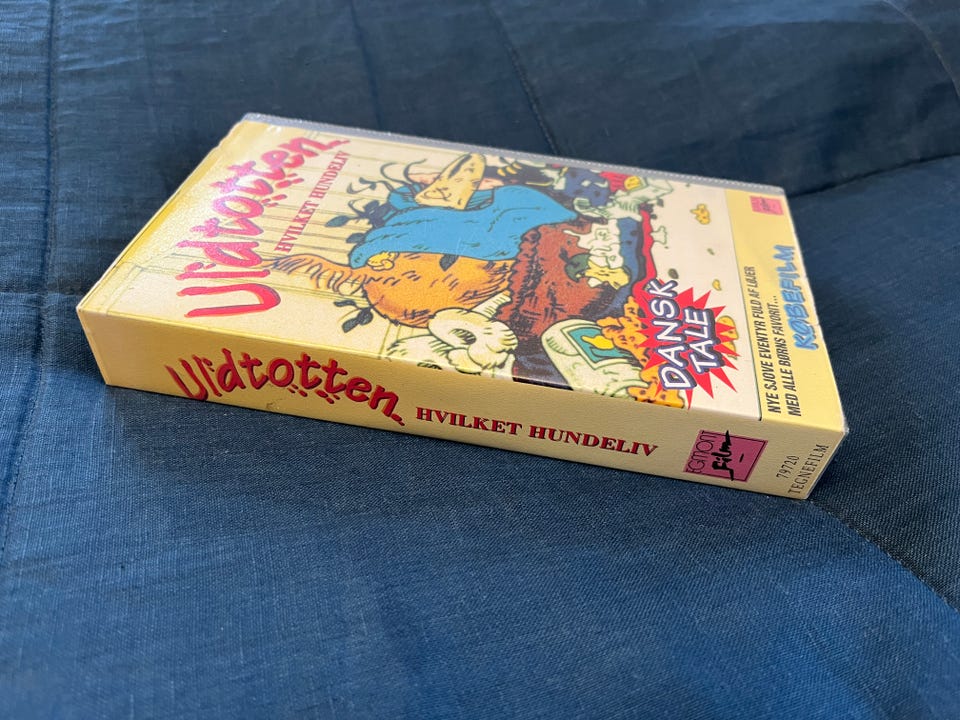 Uldtotten
HVILKET HUNDELIV
DANSK
TALE
NYE SJOVE EVENTYR FULD AF LØJER
MED ALLE BØRNS FAVORIT...
KØBEFILM
Uldtotten
HVILKET HUNDELIV
EGMONT
Film
79720
TEGNEFILM